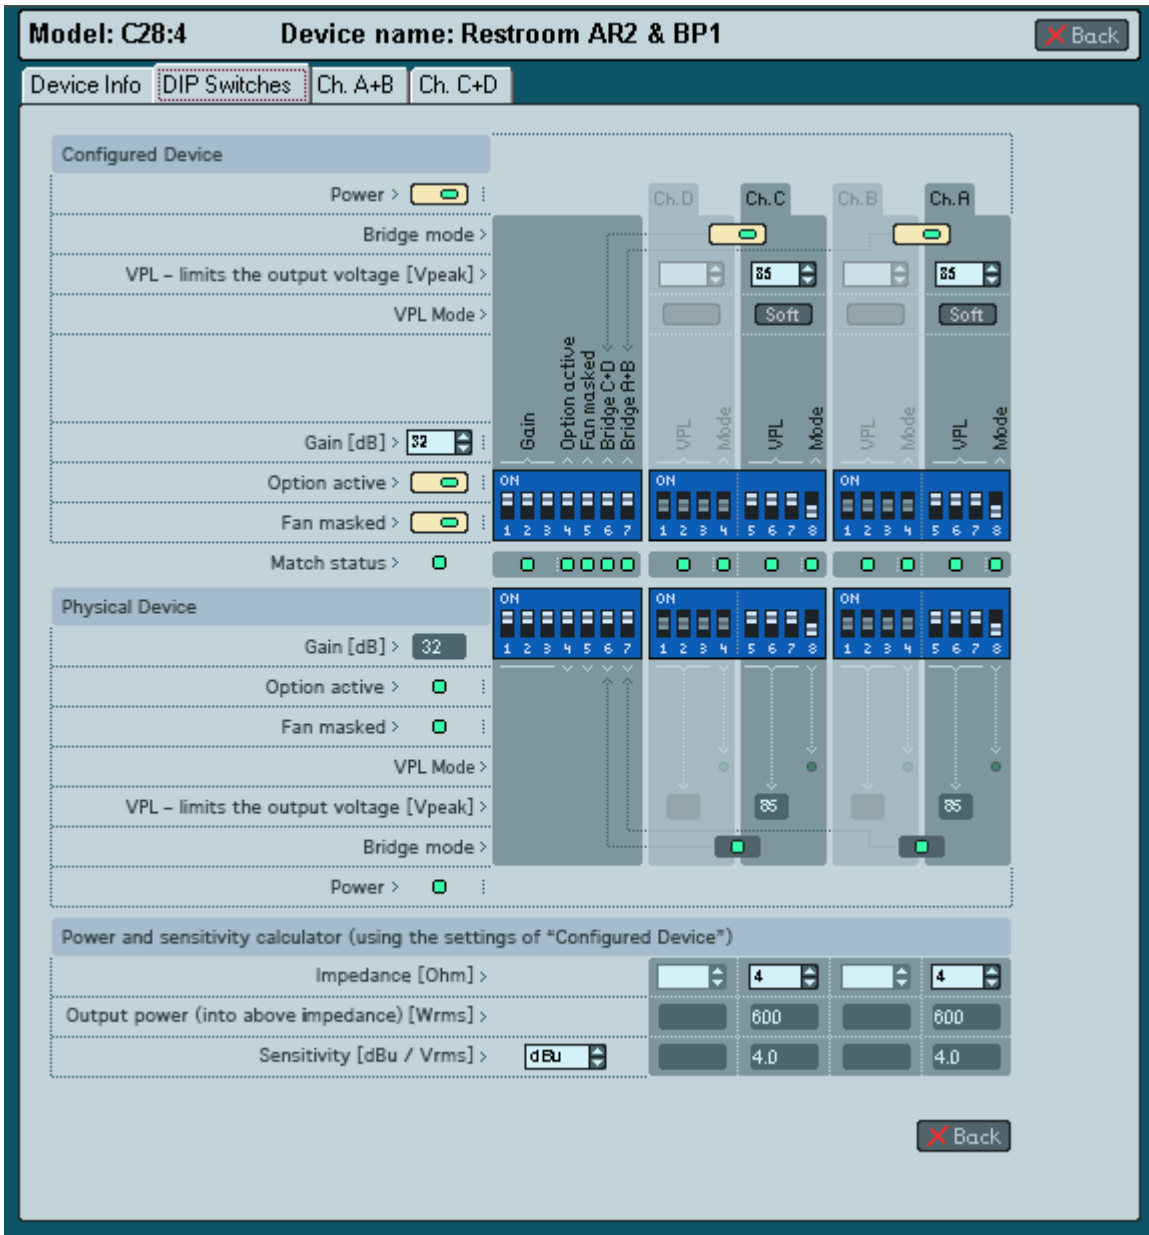 Model: C28:4 Device name: Restroom AR2 & BP1 Back
Device Info DIP Switches Ch. A+B Ch. C+D
Configured Device
Power >
Ch.D Ch.C Ch.B Ch.A
Bridge mode >
VPL – limits the output voltage [Vpeak] > 85 85
VPL Mode > Soft Soft
Gain Option active Fan masked Bridge C+D Bridge A+B VPL Mode VPL Mode VPL Mode VPL Mode
Gain [dB] > 32
Option active > ON ON ON
Fan masked >
1 2 3 4 5 6 7 1 2 3 4 5 6 7 8 1 2 3 4 5 6 7 8
Match status >
Physical Device ON ON ON
Gain [dB] > 32 1 2 3 4 5 6 7 1 2 3 4 5 6 7 8 1 2 3 4 5 6 7 8
Option active >
Fan masked >
VPL Mode >
VPL – limits the output voltage [Vpeak] > 85 85
Bridge mode >
Power >
Power and sensitivity calculator (using the settings of “Configured Device”)
Impedance [Ohm] > 4 4
Output power (into above impedance) [Wrms] > 600 600
Sensitivity [dBu / Vrms] > dBu 4.0 4.0
Back